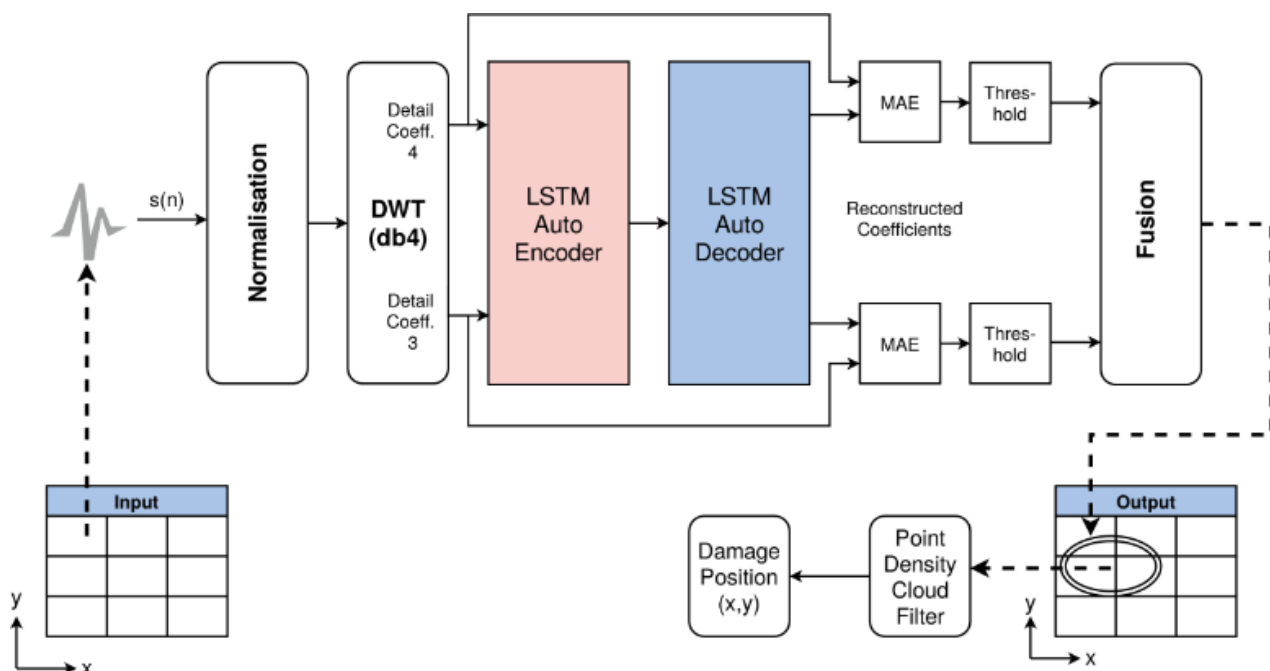 s(n)
Normalisation
Detail
Coeff.
4
DWT
(db4)
Detail
Coeff.
3
LSTM
Auto
Encoder
LSTM
Auto
Decoder
MAE
Thres-
hold
Reconstructed
Coefficients
MAE
Thres-
hold
Fusion
Input
y
x
Damage
Position
(x,y)
Point
Density
Cloud
Filter
Output
y
x